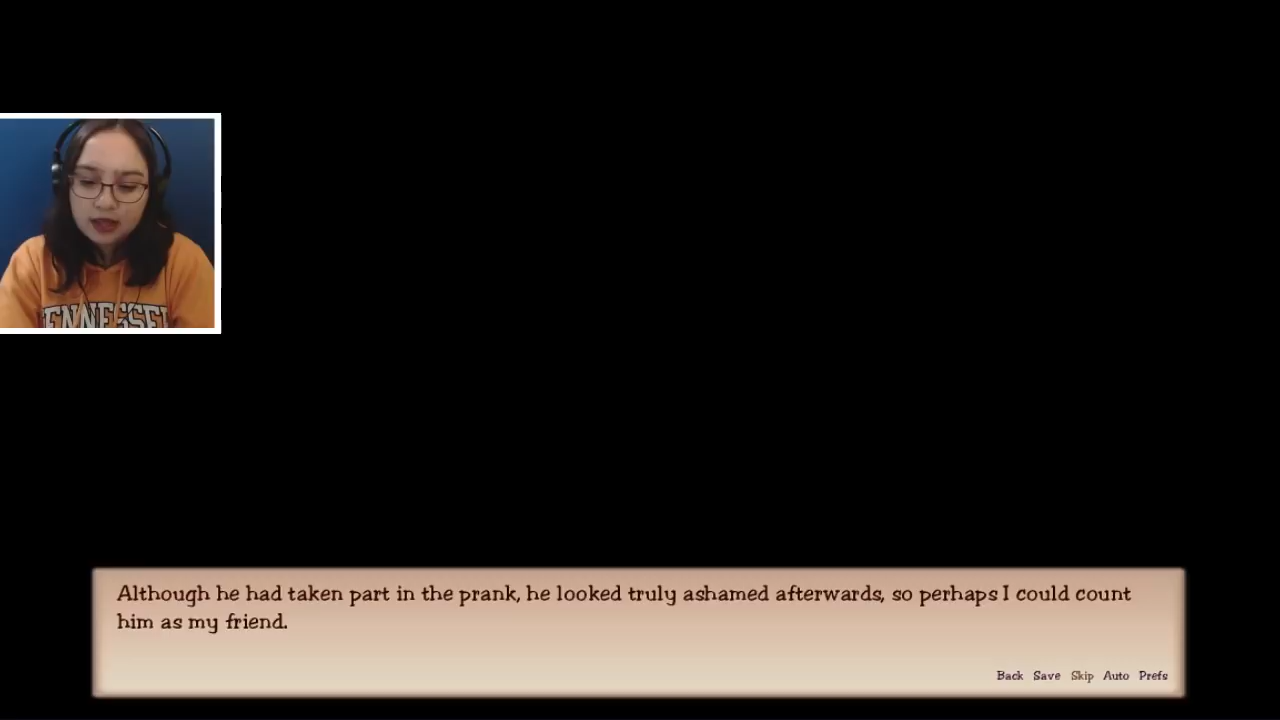 ENNESSE
Although he had taken part in the prank, he looked truly ashamed afterwards, so perhaps I could count
him as my friend.
Back Save Skip Auto Prefs